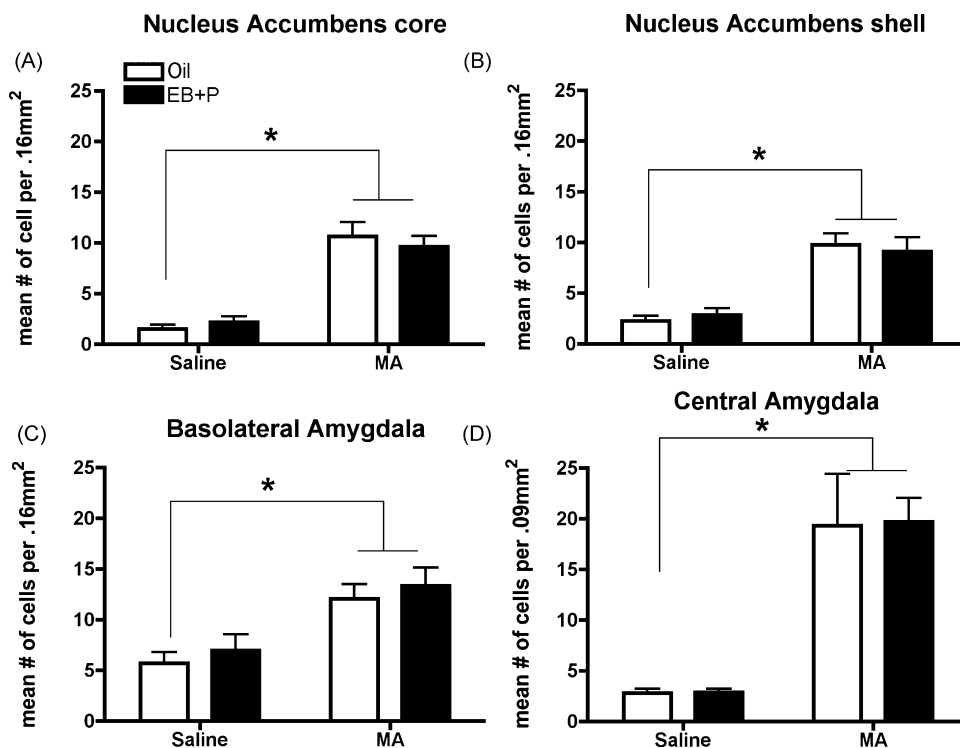 Nucleus Accumbens core
Nucleus Accumbens shell
(A)
(B)
Oil
EB+P
mean # of cell per .16mm²
25
20
15
10
5
0
*
Saline
MA
mean # of cells per .16mm²
25
20
15
10
5
0
*
Saline
MA
Basolateral Amygdala
Central Amygdala
(C)
(D)
mean # of cells per .16mm²
25
20
15
10
5
0
*
Saline
MA
mean # of cells per .09mm²
25
20
15
10
5
0
*
Saline
MA